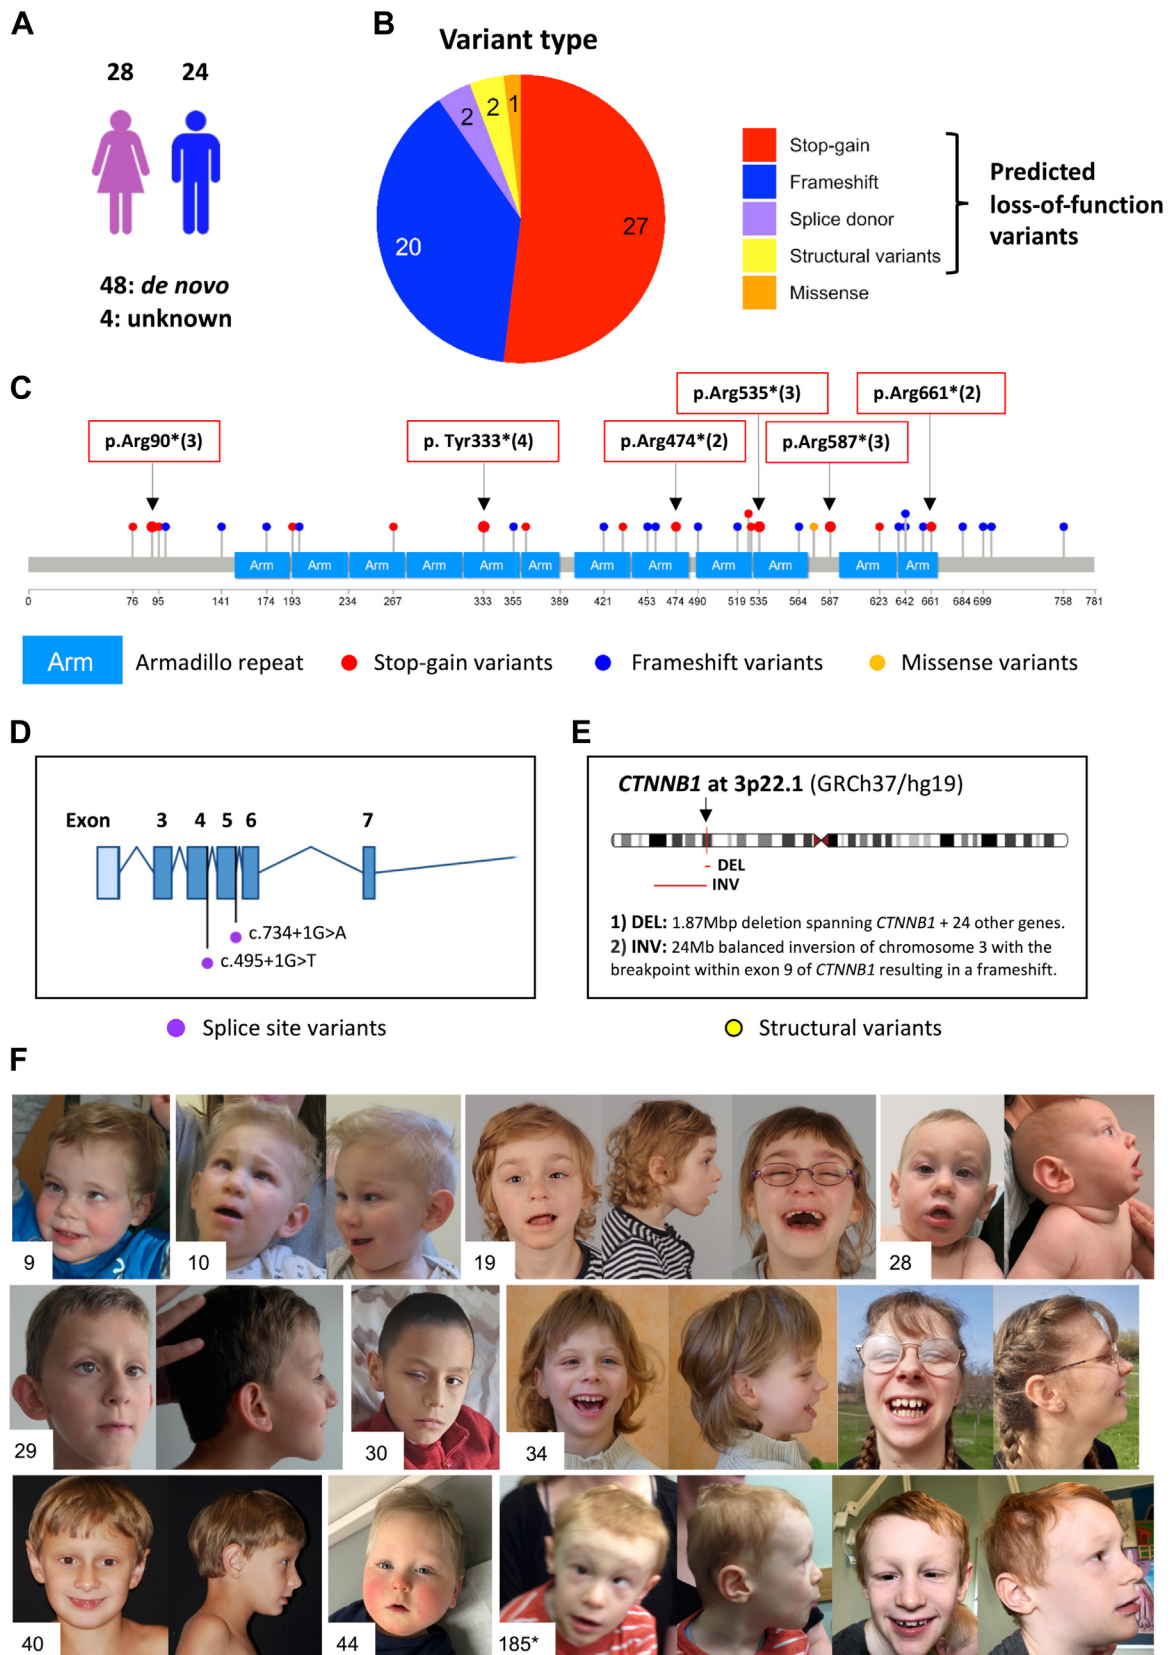 A
28 24
48: de novo
4: unknown
B
Variant type
2 2 1
20 27
Stop-gain
Frameshift
Splice donor
Structural variants
Missense
Predicted
loss-of-function
variants
C
p.Arg535*(3) p.Arg661*(2)
p.Arg90*(3) p. Tyr333*(4) p.Arg474*(2) p.Arg587*(3)
Arm Arm Arm Arm Arm Arm Arm Arm Arm Arm Arm Arm
0 76 95 141 174 193 234 267 333 355 389 421 453 474 490 519 535 564 587 623 642 661 684 699 758 781
Arm Armadillo repeat Stop-gain variants Frameshift variants Missense variants
D
Exon 3 4 5 6 7
c.734+1G>A
c.495+1G>T
Splice site variants
E
CTNNB1 at 3p22.1 (GRCh37/hg19)
DEL
INV
1) DEL: 1.87Mbp deletion spanning CTNNB1 + 24 other genes.
2) INV: 24Mb balanced inversion of chromosome 3 with the
breakpoint within exon 9 of CTNNB1 resulting in a frameshift.
Structural variants
F
9 10 19 28
29 30 34
40 44 185*